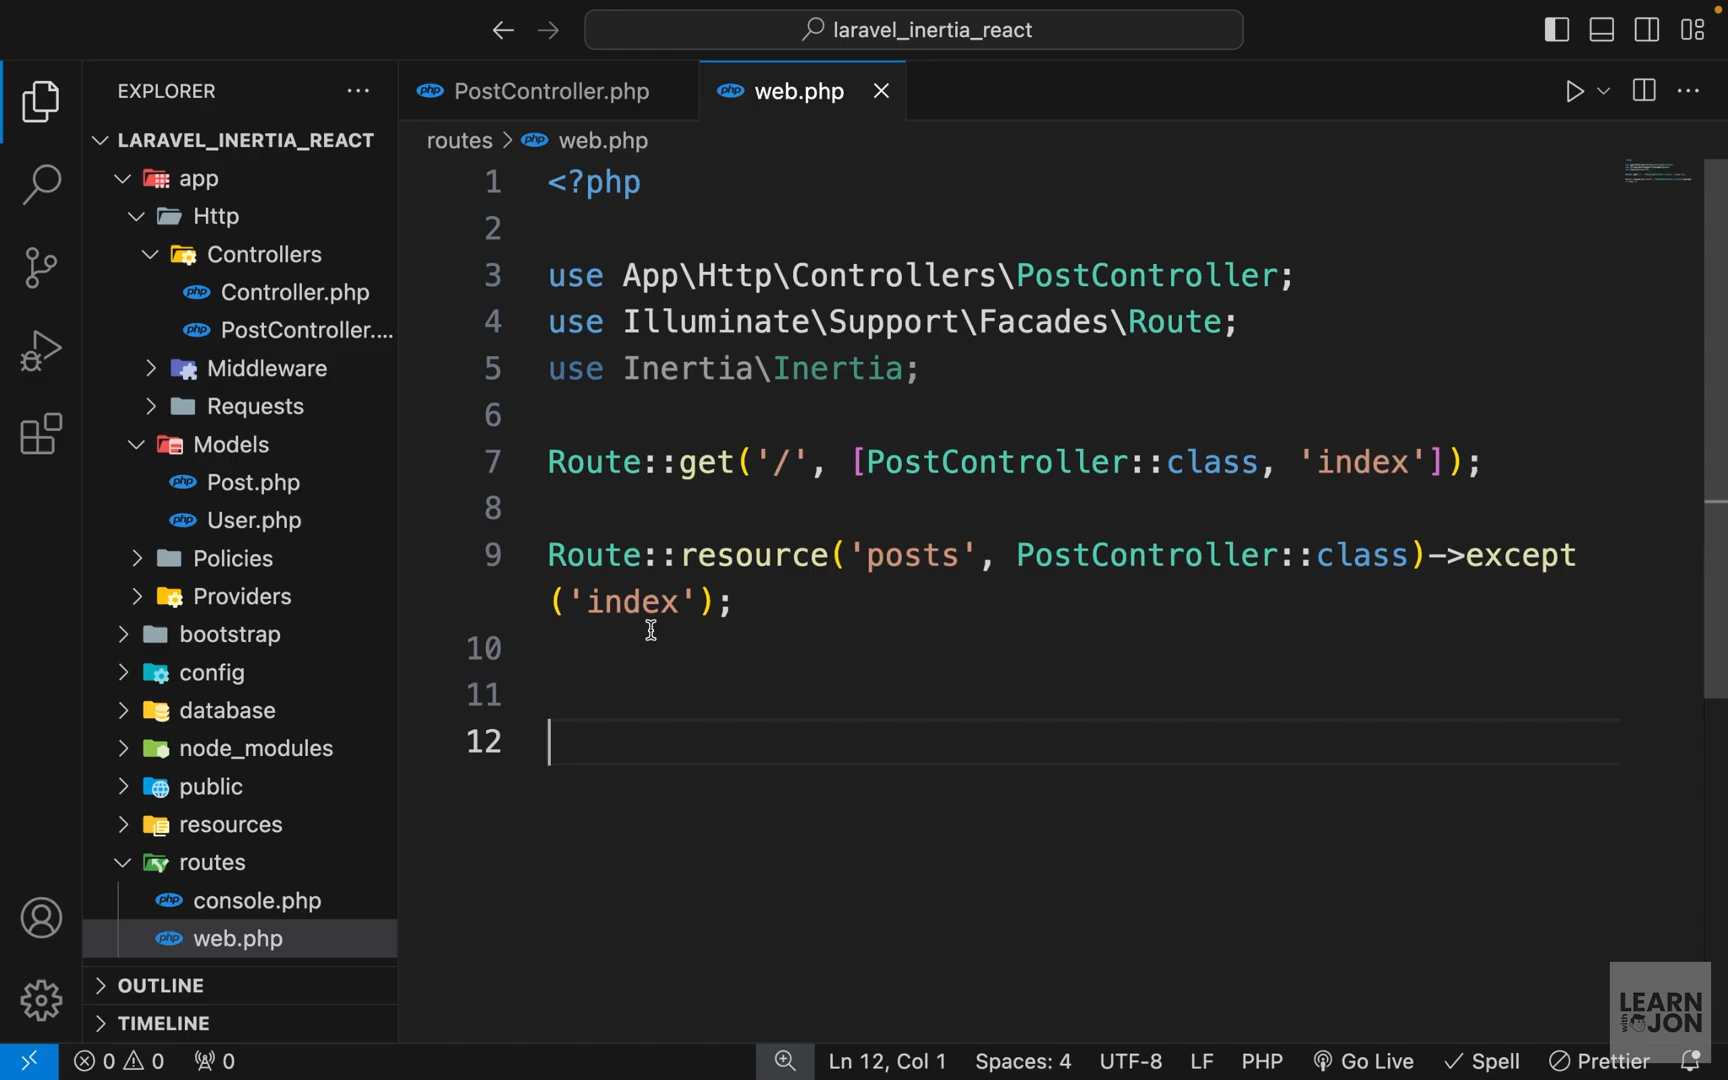 laravel_inertia_react
EXPLORER
PostController.php
web.php
LARAVEL_INERTIA_REACT
app
Http
Controllers
Controller.php
PostController....
Middleware
Requests
Models
Post.php
User.php
Policies
Providers
bootstrap
config
database
node_modules
public
resources
routes
console.php
web.php
OUTLINE
TIMELINE
routes > web.php
1 <?php
2
3 use App\Http\Controllers\PostController;
4 use Illuminate\Support\Facades\Route;
5 use Inertia\Inertia;
6
7 Route::get('/', [PostController::class, 'index']);
8
9 Route::resource('posts', PostController::class)->except
('index');
10
11
12
LEARN
with JON
0 0 0
Ln 12, Col 1 Spaces: 4 UTF-8 LF PHP Go Live Spell Prettier